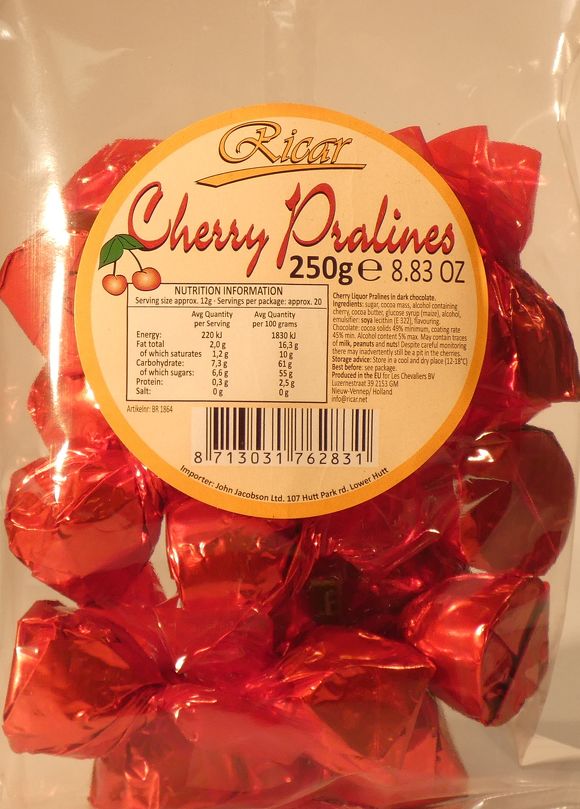 Ricar
Cherry Pralines
250g e 8.83 OZ
NUTRITION INFORMATION
Serving size approx. 12g - Servings per package: approx. 20
Avg Quantity Avg Quantity
per Serving per 100 grams
Energy: 220 kJ 1830 kJ
Fat total 2,0 g 16,3 g
of which saturates 1,2 g 10 g
Carbohydrate: 7,3 g 61 g
of which sugars: 6,6 g 55 g
Protein: 0,3 g 2,5 g
Salt: 0 g 0 g
Artikelnr: BR 1864
Cherry Liquor Pralines in dark chocolate.
Ingredients: sugar, cocoa mass, alcohol containing
cherry, cocoa butter, glucose syrup (maize), alcohol,
emulsifier: soya lecithin (E 322), flavouring.
Chocolate: cocoa solids 49% minimum, coating rate
45% min. Alcohol content 5% max. May contain traces
of milk, peanuts and nuts! Despite careful monitoring
there may inadvertently still be a pit in the cherries.
Storage advice: Store in a cool and dry place (12-18°C)
Best before: see package.
Produced in the EU for Les Chevaliers BV
Luzernestraat 39 2153 GM
Nieuw-Vennep/ Holland
info@ricar.net
8 713031 762831
Importer: John Jacobson Ltd. 107 Hutt Park rd. Lower Hutt